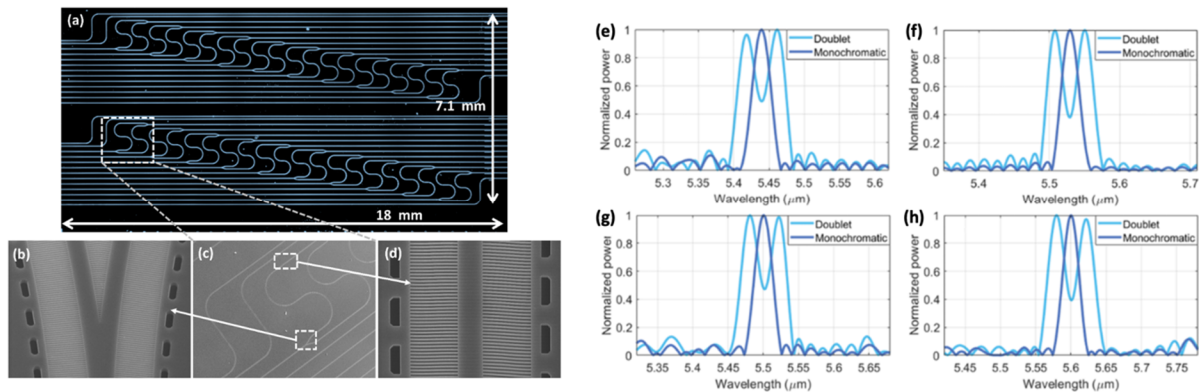 (a)
7.1 mm
18 mm
(b)
(c)
(d)
(e)
Doublet
Monochromatic
Normalized power
1
0.8
0.6
0.4
0.2
0
5.3 5.35 5.4 5.45 5.5 5.55 5.6
Wavelength (μm)
(f)
Doublet
Monochromatic
Normalized power
1
0.8
0.6
0.4
0.2
0
5.4 5.5 5.6 5.7
Wavelength (μm)
(g)
Doublet
Monochromatic
Normalized power
1
0.8
0.6
0.4
0.2
0
5.35 5.4 5.45 5.5 5.55 5.6 5.65
Wavelength (μm)
(h)
Doublet
Monochromatic
Normalized power
1
0.8
0.6
0.4
0.2
0
5.45 5.5 5.55 5.6 5.65 5.7 5.75
Wavelength (μm)